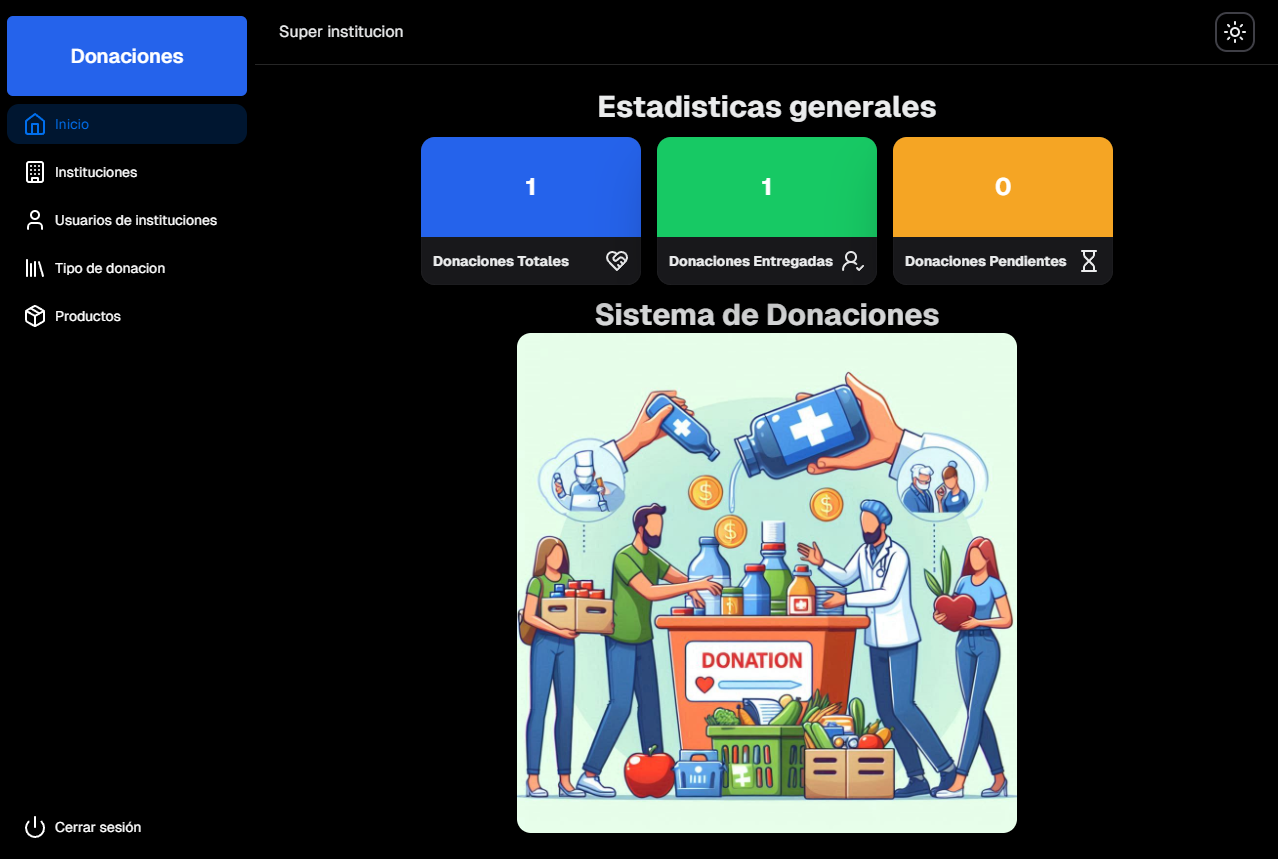 Donaciones
Super institucion
Inicio
Instituciones
Usuarios de instituciones
Tipo de donacion
Productos
Cerrar sesión
Estadisticas generales
1
Donaciones Totales
1
Donaciones Entregadas
0
Donaciones Pendientes
Sistema de Donaciones
$
$
$
DONATION